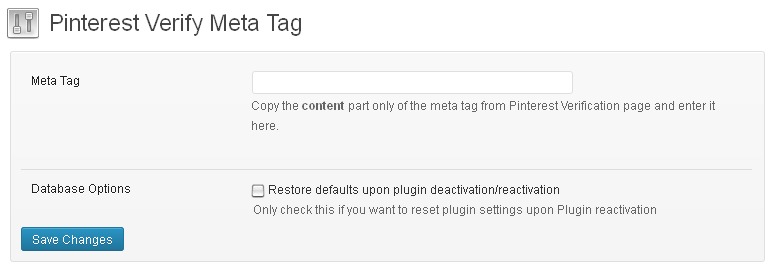 Pinterest Verify Meta Tag
Meta Tag
Copy the content part only of the meta tag from Pinterest Verification page and enter it
here.
Database Options
Restore defaults upon plugin deactivation/reactivation
Only check this if you want to reset plugin settings upon Plugin reactivation
Save Changes